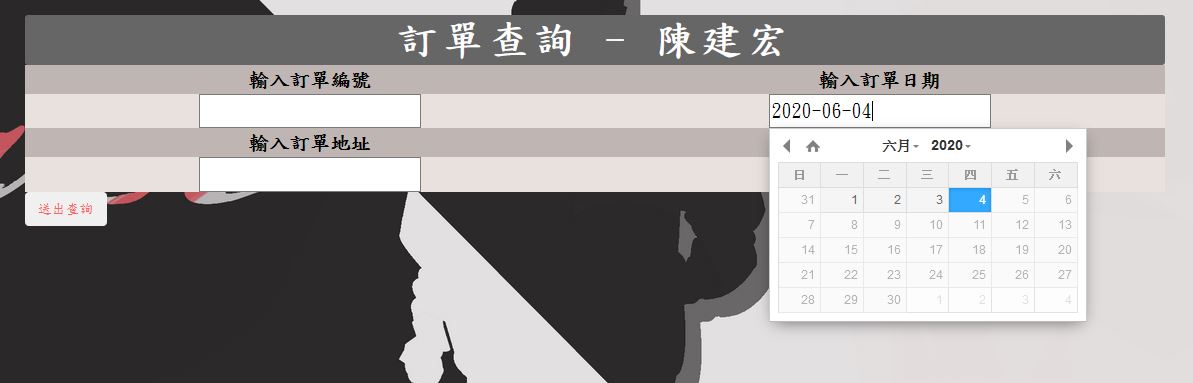 訂單查詢 - 陳建宏
輸入訂單編號 輸入訂單日期
2020-06-04
輸入訂單地址
六月 2020
日 一 二 三 四 五 六
31 1 2 3 4 5 6
7 8 9 10 11 12 13
14 15 16 17 18 19 20
21 22 23 24 25 26 27
28 29 30 1 2 3 4
送出查詢